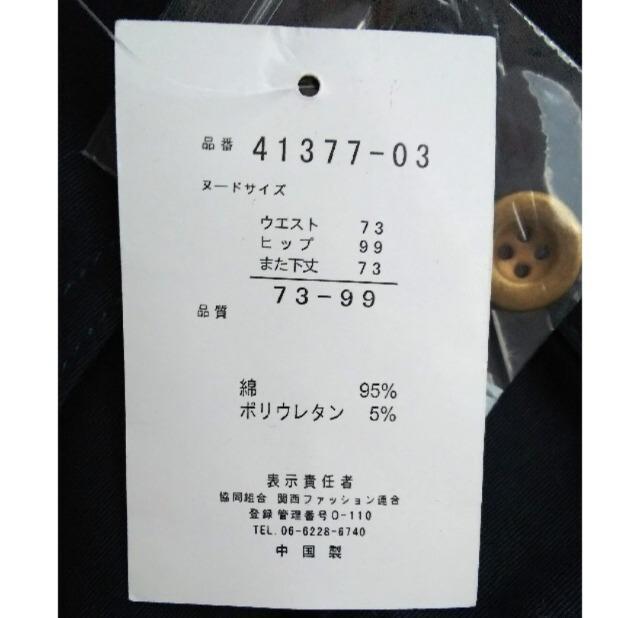 品番 41377-03
ヌードサイズ
ウエスト 73
ヒップ 99
また下丈 73
73-99
品質
綿 95%
ポリウレタン 5%
表示責任者
協同組合 関西ファッション連合
登録管理番号O-110
TEL. 06-6228-6740
中国製